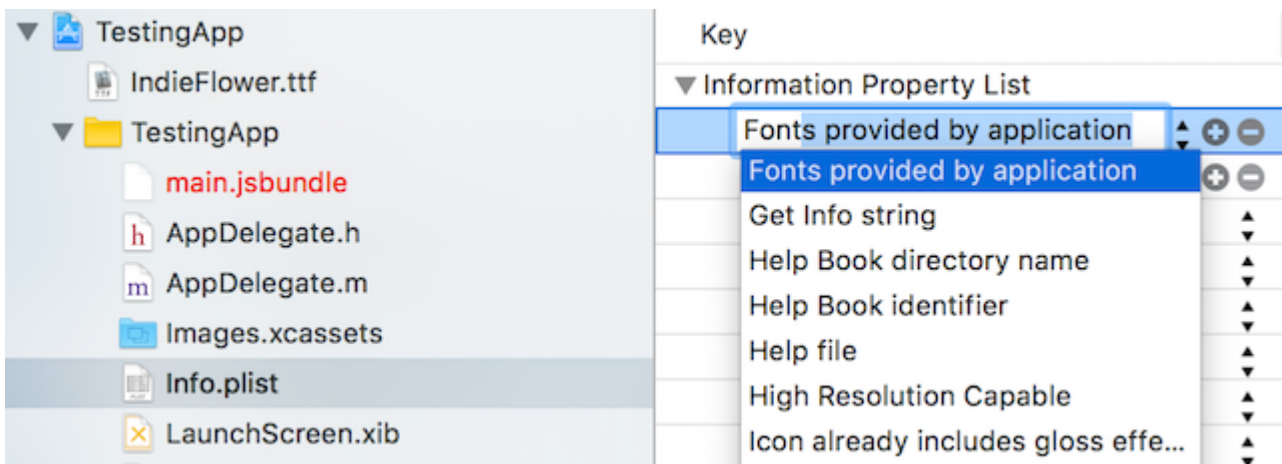 TestingApp
IndieFlower.ttf
TestingApp
main.jsbundle
h AppDelegate.h
m AppDelegate.m
Images.xcassets
Info.plist
LaunchScreen.xib
Key
Information Property List
Fonts provided by application
Fonts provided by application
Get Info string
Help Book directory name
Help Book identifier
Help file
High Resolution Capable
Icon already includes gloss effe...